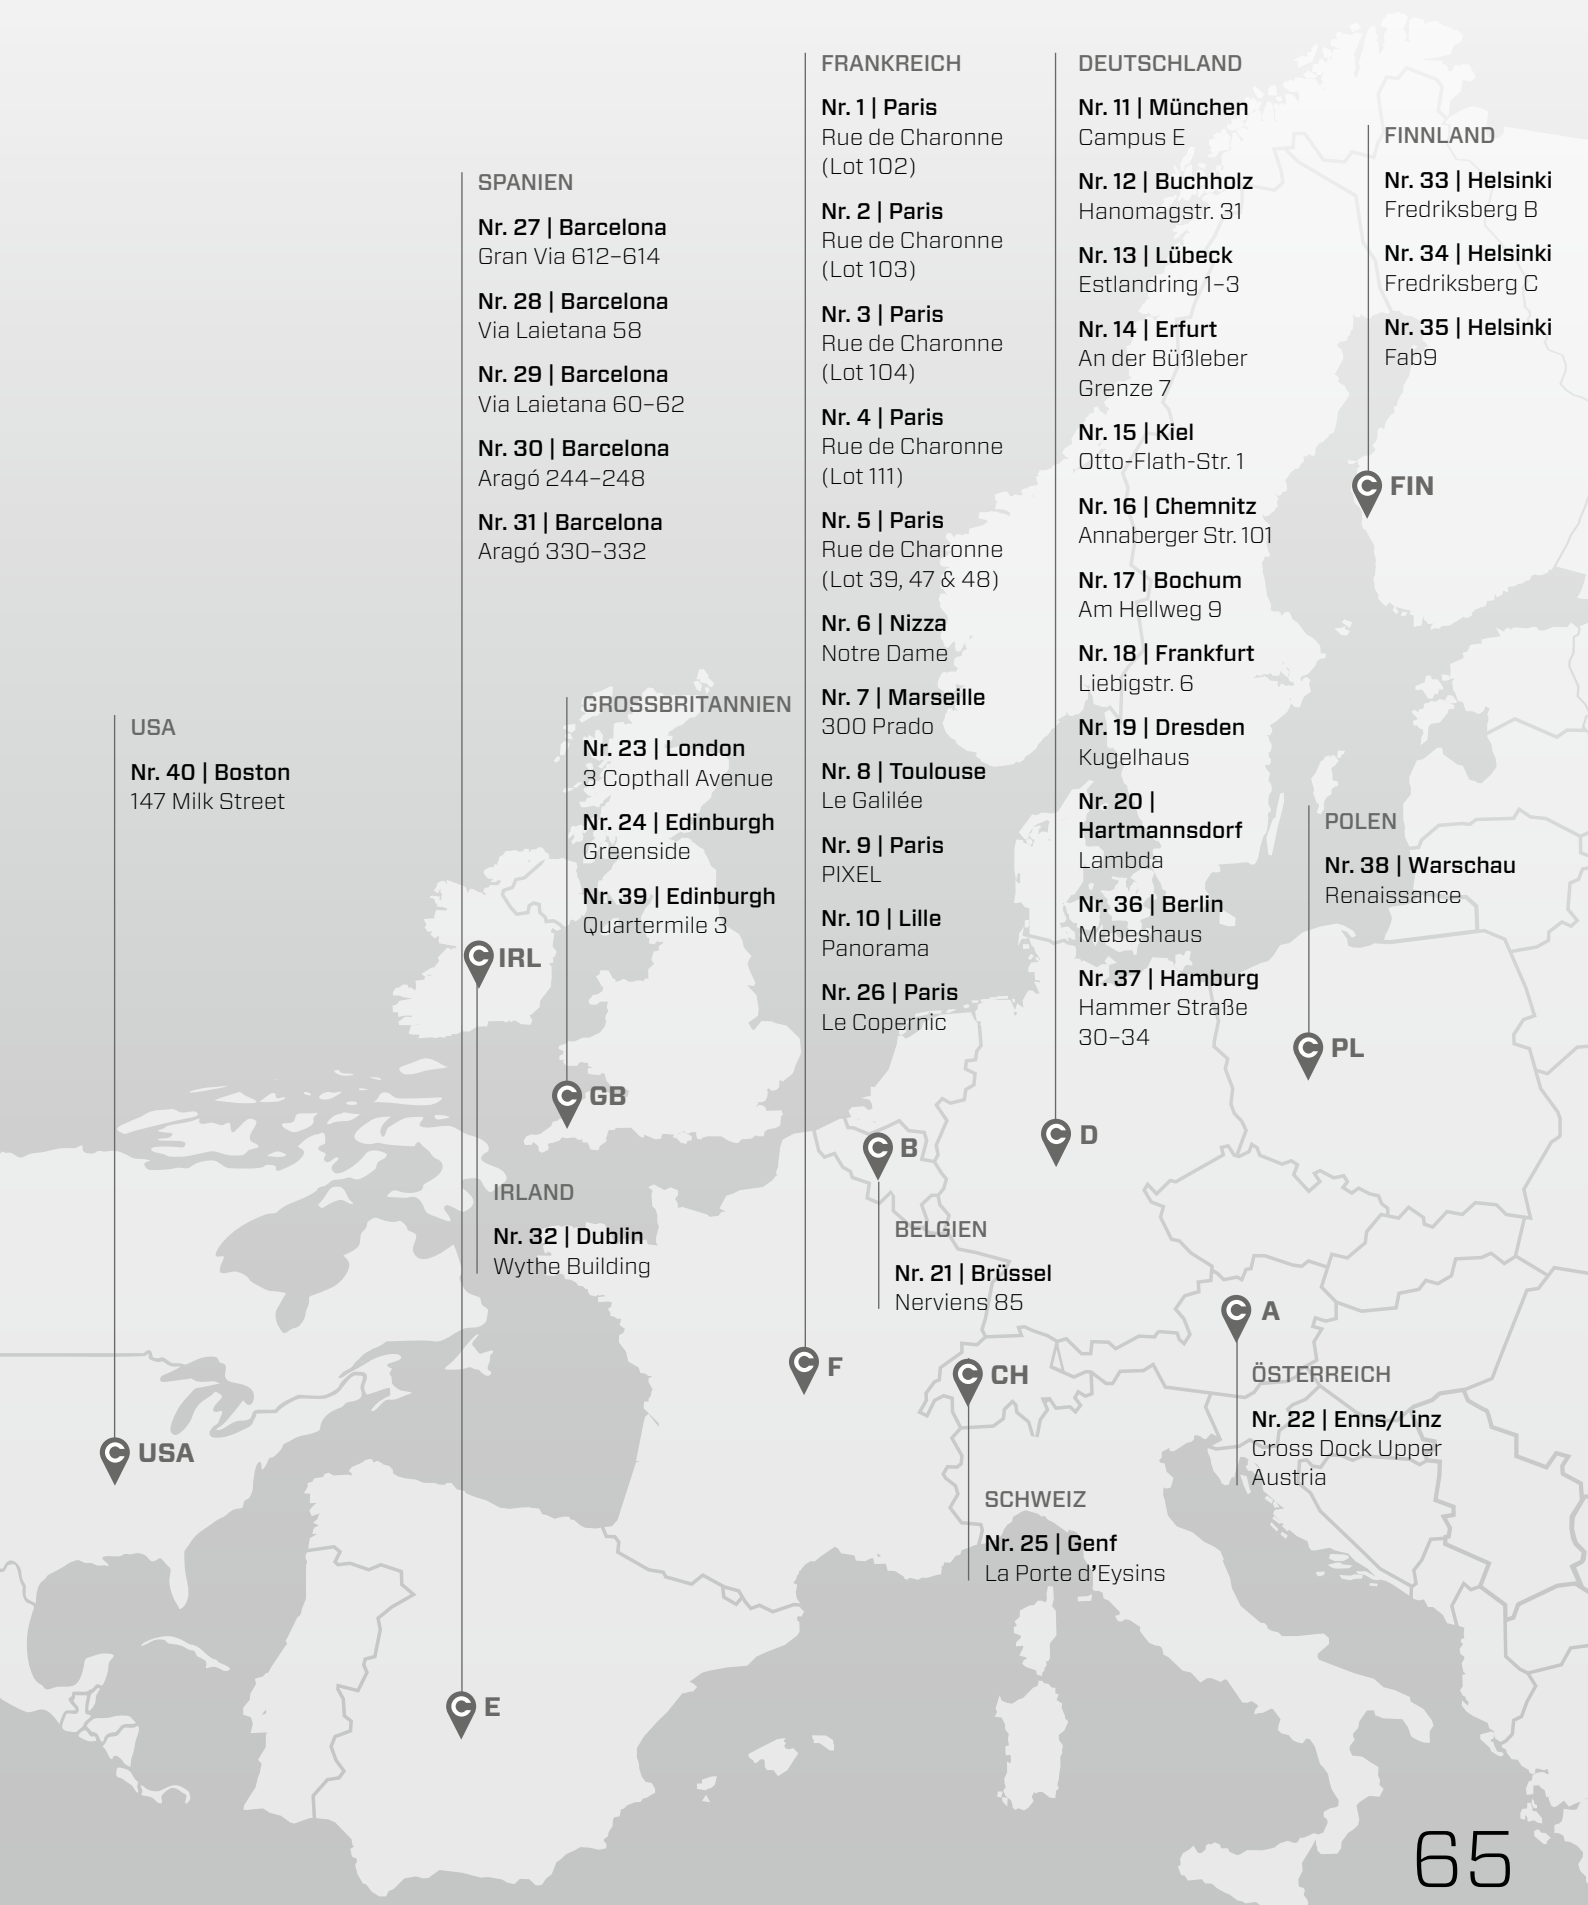 FRANKREICH
Nr. 1 | Paris
Rue de Charonne
(Lot 102)
Nr. 2 | Paris
Rue de Charonne
(Lot 103)
Nr. 3 | Paris
Rue de Charonne
(Lot 104)
Nr. 4 | Paris
Rue de Charonne
(Lot 111)
Nr. 5 | Paris
Rue de Charonne
(Lot 39, 47 & 48)
Nr. 6 | Nizza
Notre Dame
Nr. 7 | Marseille
300 Prado
Nr. 8 | Toulouse
Le Galilée
Nr. 9 | Paris
PIXEL
Nr. 10 | Lille
Panorama
Nr. 26 | Paris
Le Copernic
DEUTSCHLAND
Nr. 11 | München
Campus E
Nr. 12 | Buchholz
Hanomagstr. 31
Nr. 13 | Lübeck
Estlandring 1–3
Nr. 14 | Erfurt
An der Büßleber
Grenze 7
Nr. 15 | Kiel
Otto-Flath-Str. 1
Nr. 16 | Chemnitz
Annaberger Str. 101
Nr. 17 | Bochum
Am Hellweg 9
Nr. 18 | Frankfurt
Liebigstr. 6
Nr. 19 | Dresden
Kugelhaus
Nr. 20 |
Hartmannsdorf
Lambda
Nr. 36 | Berlin
Mebeshaus
Nr. 37 | Hamburg
Hammer Straße
30–34
FINNLAND
Nr. 33 | Helsinki
Fredriksberg B
Nr. 34 | Helsinki
Fredriksberg C
Nr. 35 | Helsinki
Fab9
C FIN
SPANIEN
Nr. 27 | Barcelona
Gran Via 612–614
Nr. 28 | Barcelona
Via Laietana 58
Nr. 29 | Barcelona
Via Laietana 60–62
Nr. 30 | Barcelona
Aragó 244–248
Nr. 31 | Barcelona
Aragó 330–332
GROSSBRITANNIEN
Nr. 23 | London
3 Copthall Avenue
Nr. 24 | Edinburgh
Greenside
Nr. 39 | Edinburgh
Quartermile 3
USA
Nr. 40 | Boston
147 Milk Street
POLEN
Nr. 38 | Warschau
Renaissance
C IRL
C PL
C GB
C D
C B
IRLAND
Nr. 32 | Dublin
Wythe Building
BELGIEN
Nr. 21 | Brüssel
Nerviens 85
C A
C F
C CH
ÖSTERREICH
Nr. 22 | Enns/Linz
Cross Dock Upper
Austria
C USA
SCHWEIZ
Nr. 25 | Genf
La Porte d’Eysins
C E
65